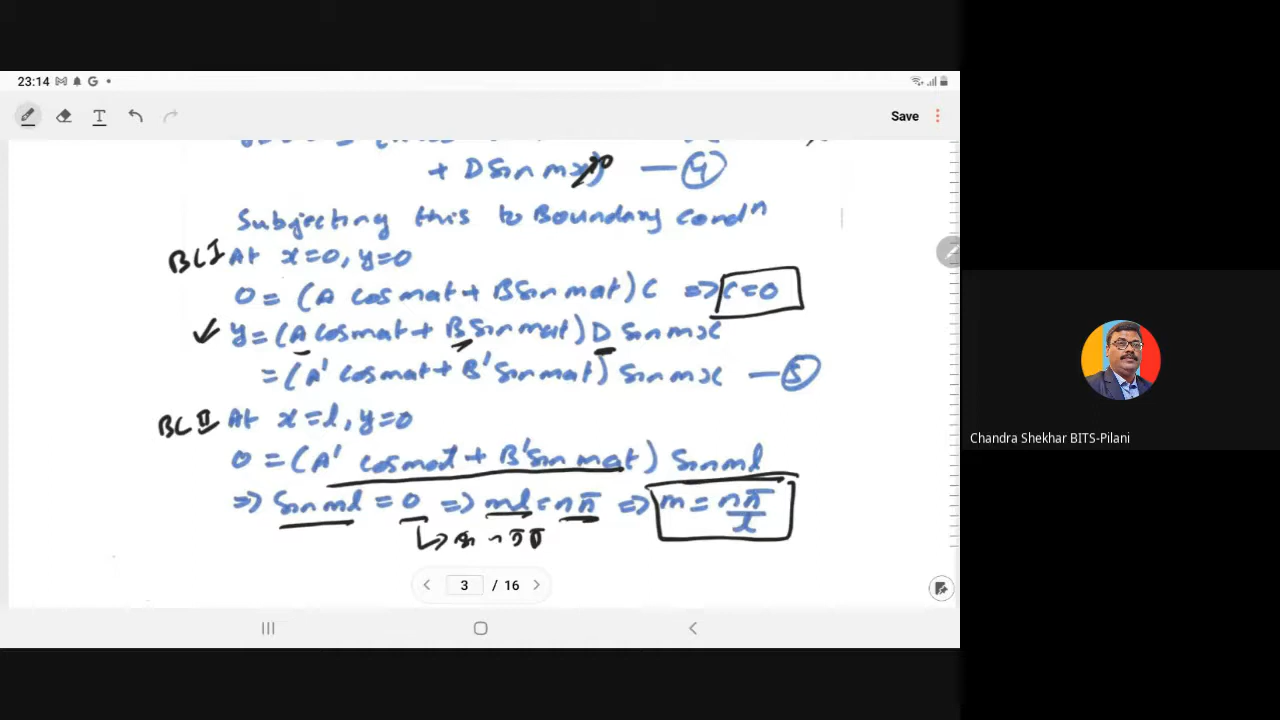 23:14
Save
+ D Sin mx) — (4)
Subjecting this to Boundary condⁿ
BC I At x=0, y=0
0 = (A cos mat + B Sin mat) C ⇒ C=0
y = (A cos mat + B Sin mat) D Sin mx
= (A' cos mat + B' Sin mat) Sin mx — (5)
BC II At x=l, y=0
0 = (A' cos mat + B' Sin mat) Sin ml
⇒ Sin ml = 0 ⇒ ml = nπ ⇒ m = nπ/l
3 / 16
Chandra Shekhar BITS-Pilani